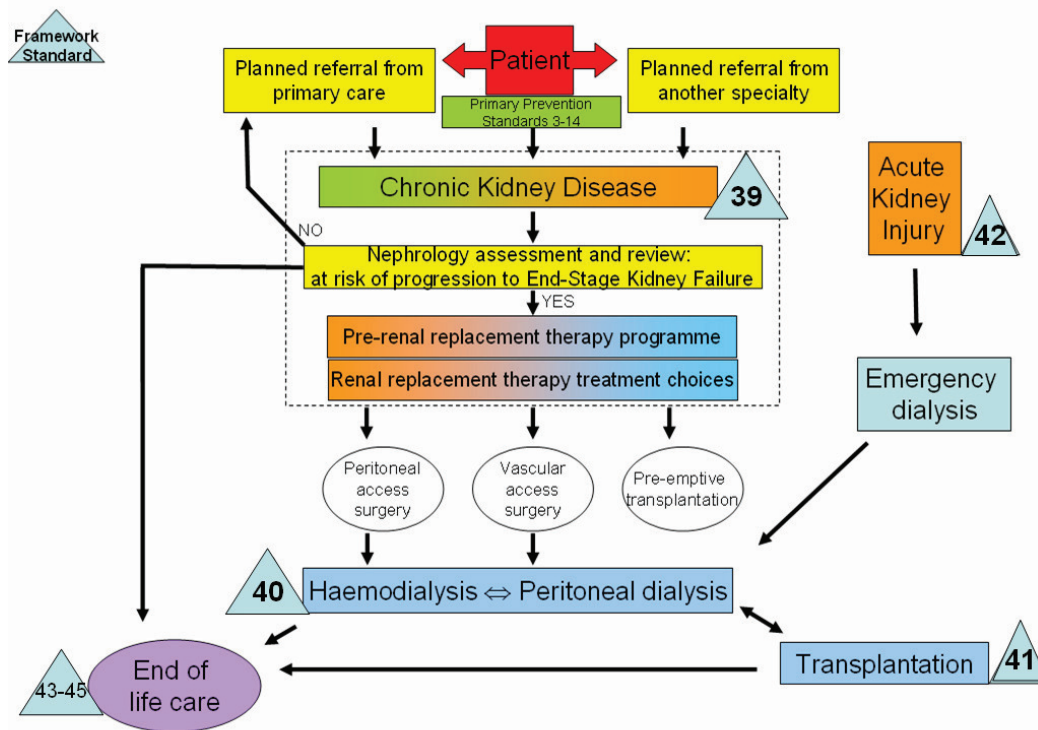 Framework
Standard
Patient
Planned referral from
primary care
Planned referral from
another specialty
Primary Prevention
Standards 3-14
Chronic Kidney Disease
39
Acute
Kidney
Injury
42
NO
Nephrology assessment and review:
at risk of progression to End-Stage Kidney Failure
YES
Pre-renal replacement therapy programme
Renal replacement therapy treatment choices
Emergency
dialysis
Peritoneal
access
surgery
Vascular
access
surgery
Pre-emptive
transplantation
40
Haemodialysis ⇔ Peritoneal dialysis
Transplantation
41
43-45
End of
life care